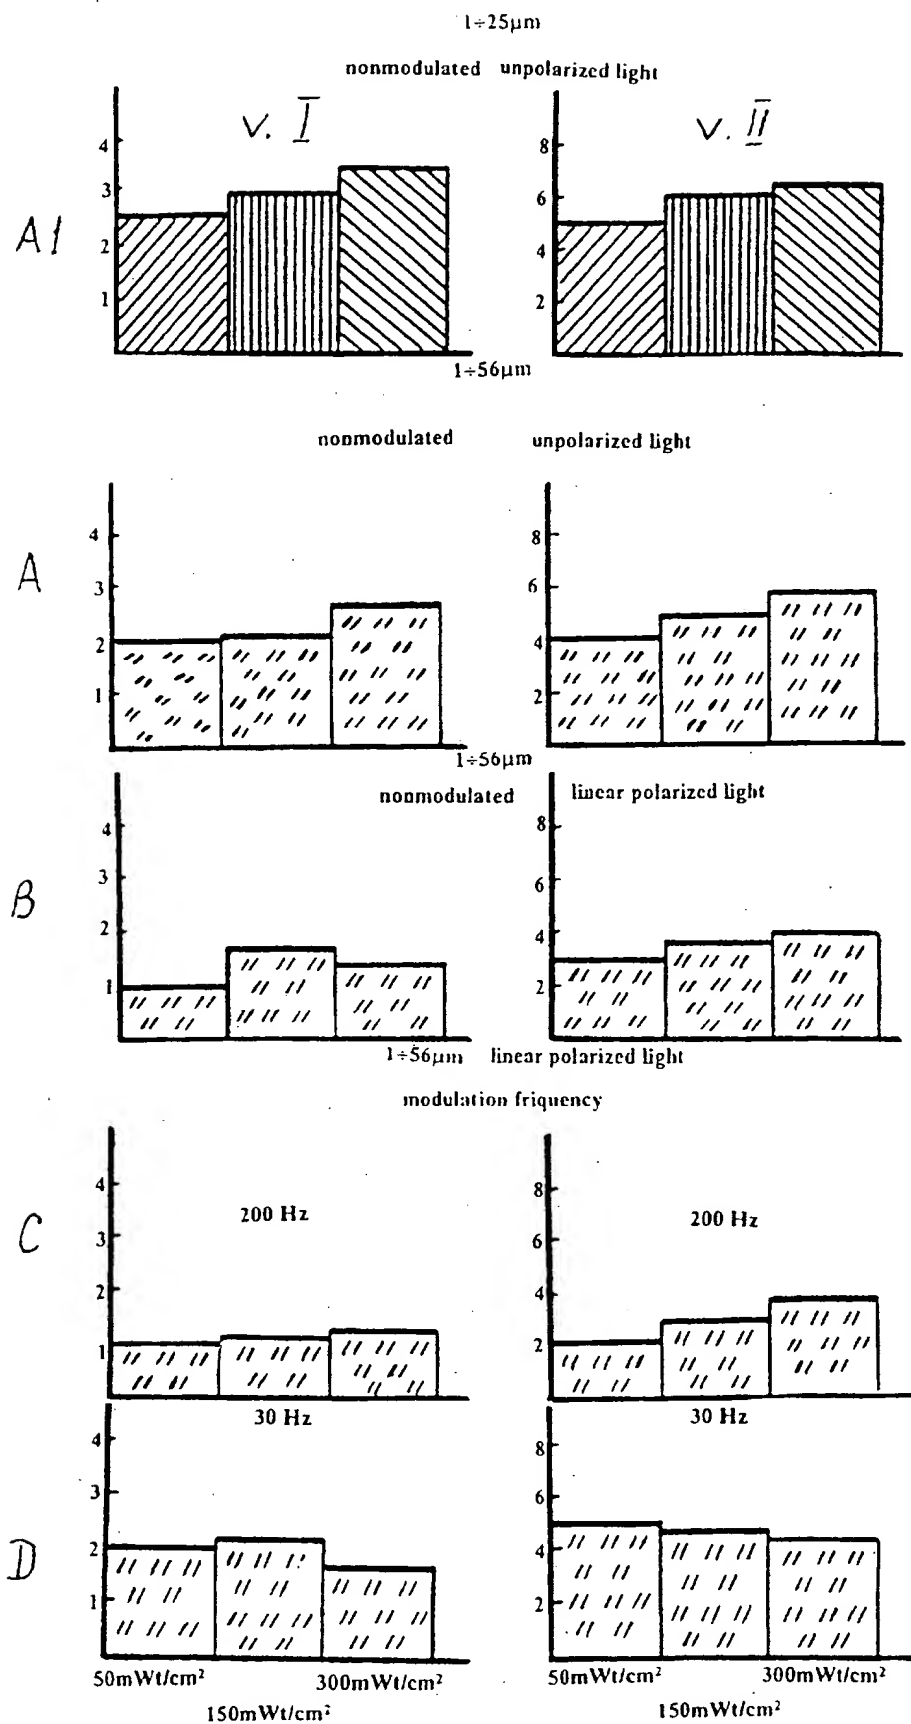 1÷25µm
nonmodulated unpolarized light
v. I v. II
A1
4 8
3 6
2 4
1 2
1÷56µm
nonmodulated unpolarized light
A
4 8
3 6
2 4
1 2
1÷56µm
nonmodulated linear polarized light
B
4 8
3 6
2 4
1 2
1÷56µm linear polarized light
modulation friquency
C
200 Hz 200 Hz
4 8
3 6
2 4
1 2
30 Hz 30 Hz
D
4 8
3 6
2 4
1 2
50mWt/cm² 300mWt/cm² 50mWt/cm² 300mWt/cm²
150mWt/cm² 150mWt/cm²